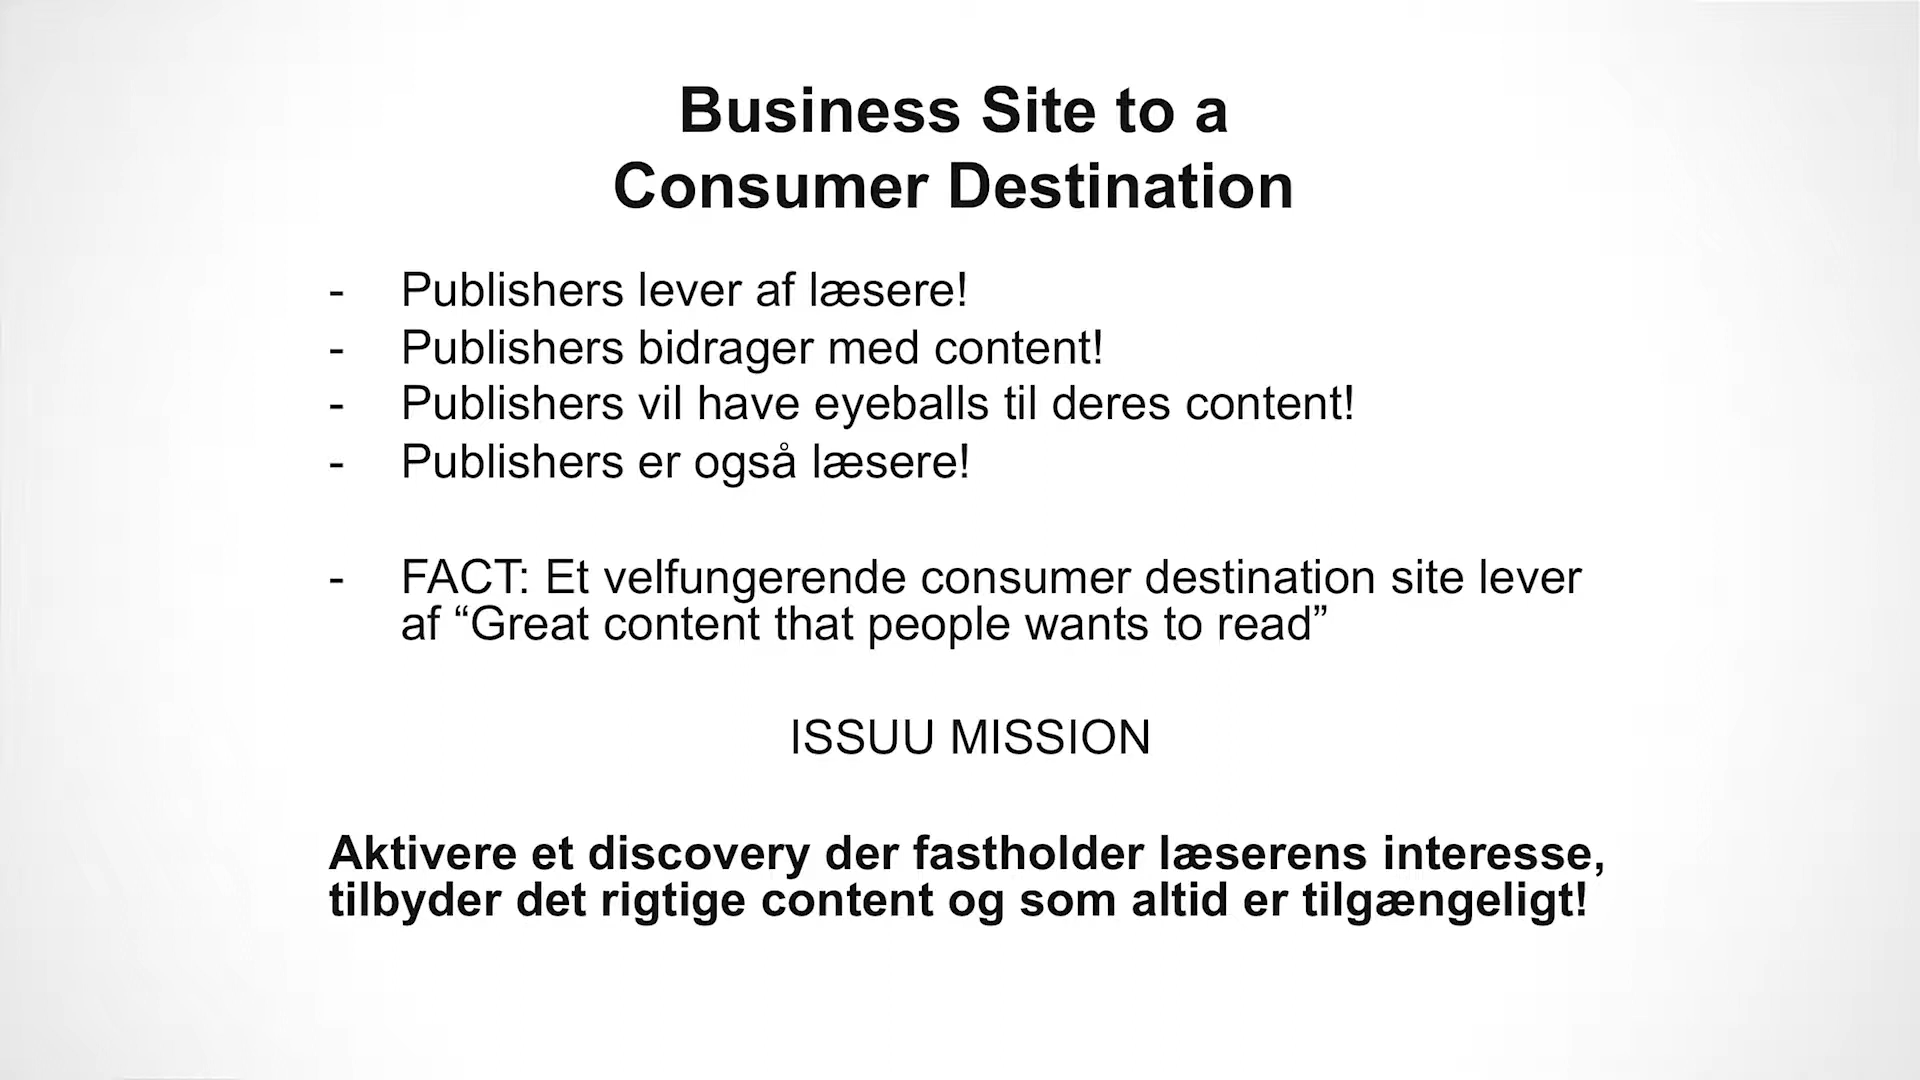 Business Site to a
Consumer Destination
- Publishers lever af læsere!
- Publishers bidrager med content!
- Publishers vil have eyeballs til deres content!
- Publishers er også læsere!
- FACT: Et velfungerende consumer destination site lever
af “Great content that people wants to read”
ISSUU MISSION
Aktivere et discovery der fastholder læserens interesse,
tilbyder det rigtige content og som altid er tilgængeligt!